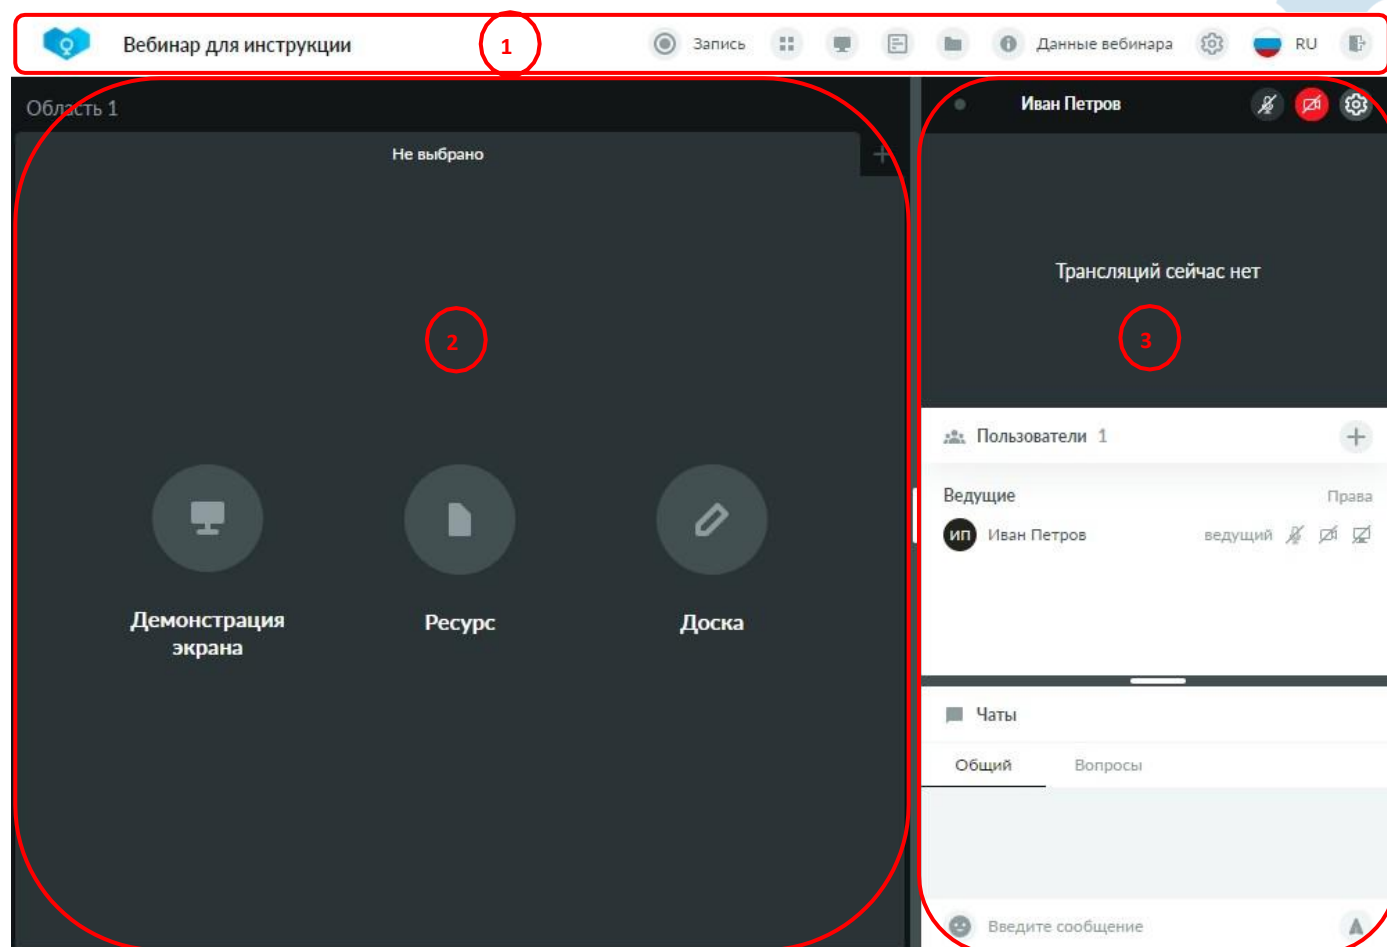 Вебинар для инструкции
1
Запись
Данные вебинара
RU
Область 1
Не выбрано
2
Демонстрация
экрана
Ресурс
Доска
Иван Петров
Трансляций сейчас нет
3
Пользователи 1
Ведущие Права
ИП Иван Петров ведущий
Чаты
Общий Вопросы
Введите сообщение